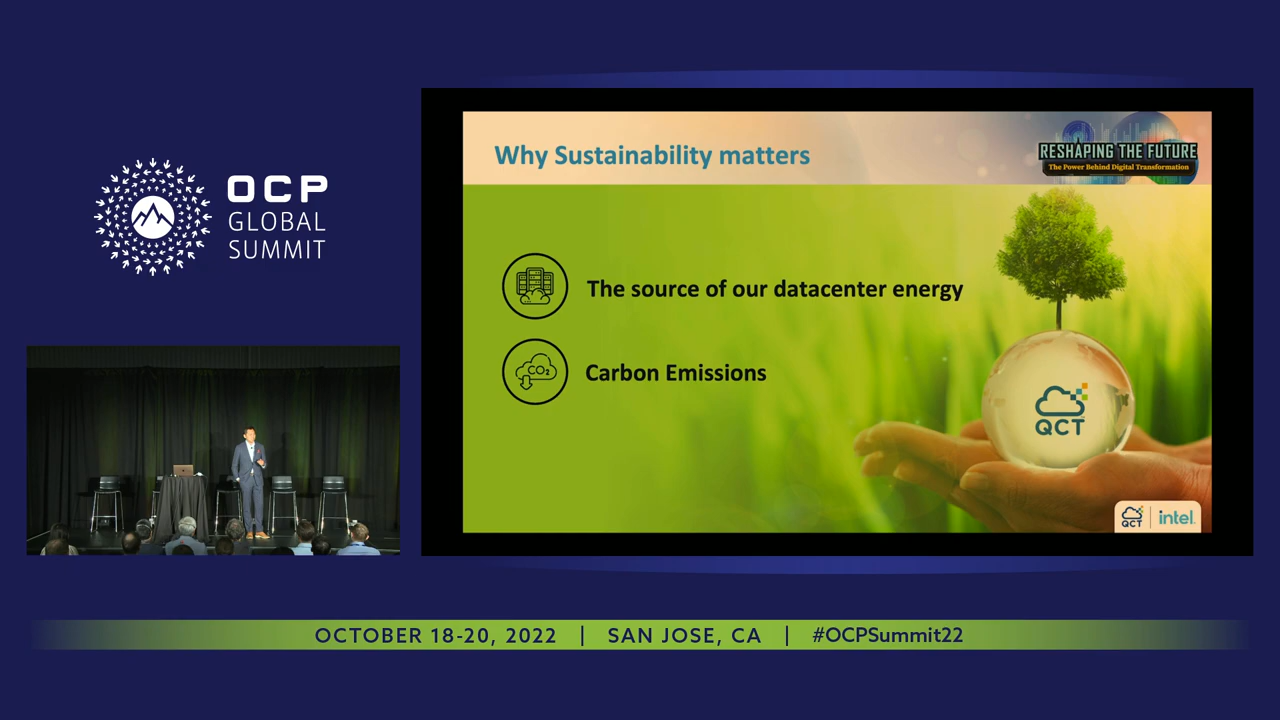 OCP
GLOBAL
SUMMIT
Why Sustainability matters
RESHAPING THE FUTURE
The Power Behind Digital Transformation
The source of our datacenter energy
CO₂
Carbon Emissions
QCT
QCT | intel.
OCTOBER 18-20, 2022 | SAN JOSE, CA | #OCPSummit22